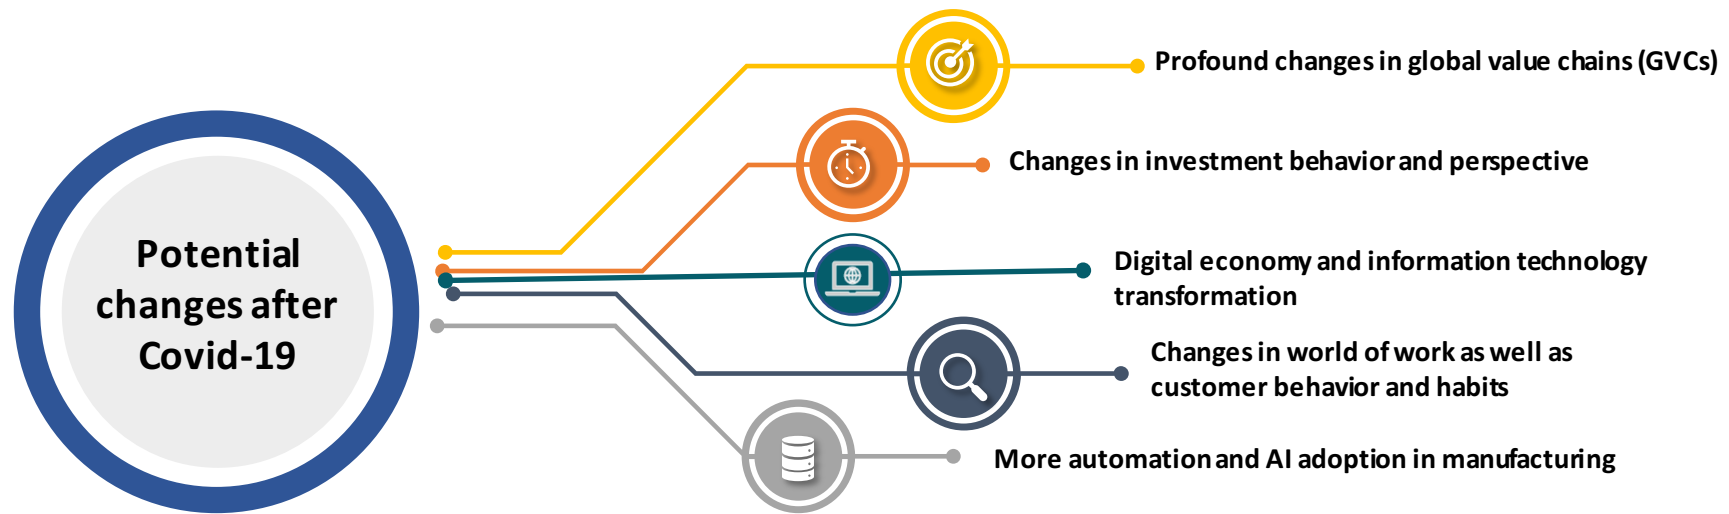 Potential
changes after
Covid-19
Profound changes in global value chains (GVCs)
Changes in investment behavior and perspective
Digital economy and information technology
transformation
Changes in world of work as well as
customer behavior and habits
More automation and AI adoption in manufacturing